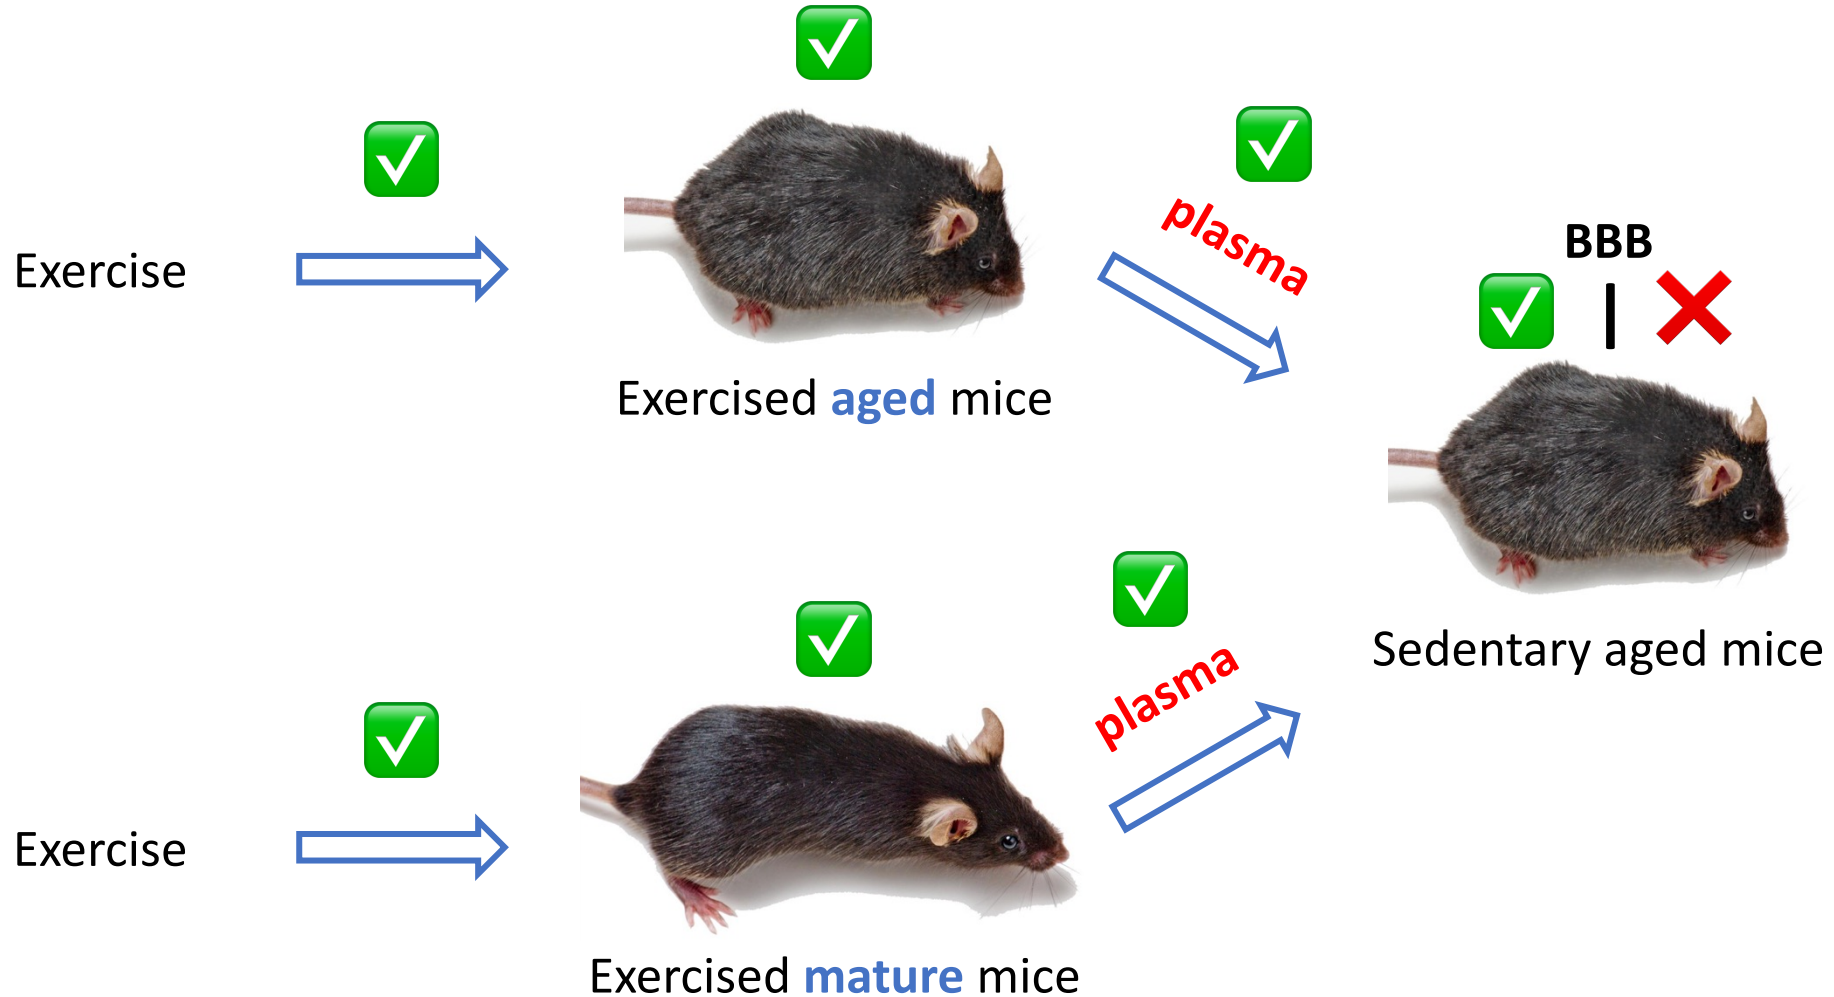 Exercise
Exercised aged mice
plasma
BBB
Sedentary aged mice
Exercise
plasma
Exercised mature mice